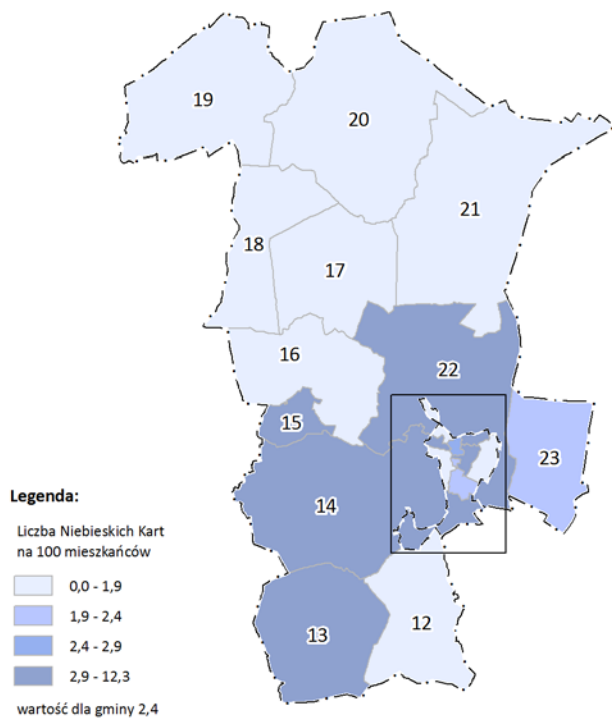 19
20
21
18
17
16
22
15
23
14
13
12
Legenda:
Liczba Niebieskich Kart
na 100 mieszkańców
0,0 - 1,9
1,9 - 2,4
2,4 - 2,9
2,9 - 12,3
wartość dla gminy 2,4